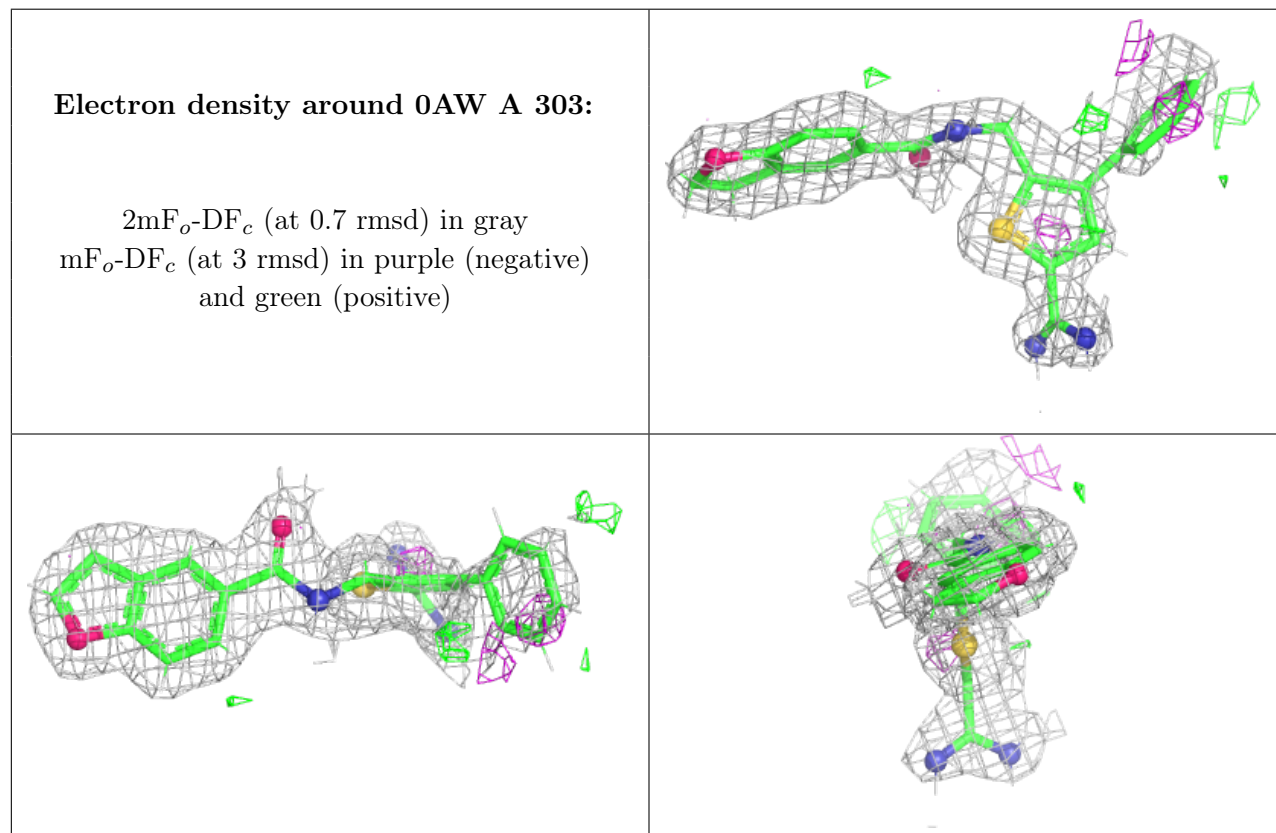 Electron density around 0AW A 303:
2mFo-DFc (at 0.7 rmsd) in gray
mFo-DFc (at 3 rmsd) in purple (negative)
and green (positive)